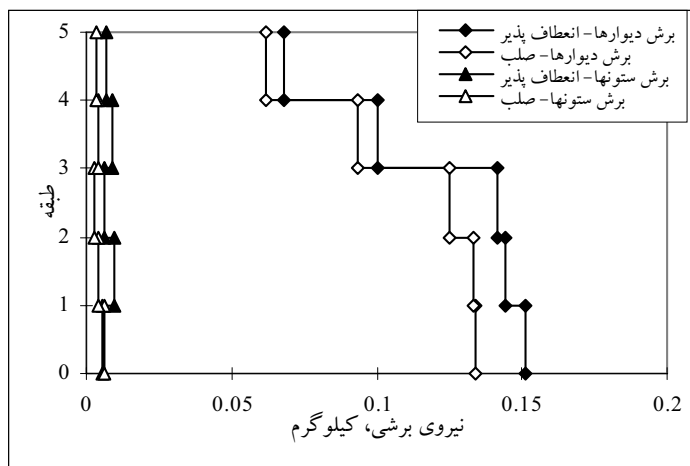 برش دیوارها- انعطاف پذیر
برش دیوارها- صلب
برش ستونها- انعطاف پذیر
برش ستونها- صلب
5
4
3
2
1
0
طبقه
0
0.05
0.1
0.15
0.2
نیروی برشی، کیلوگرم